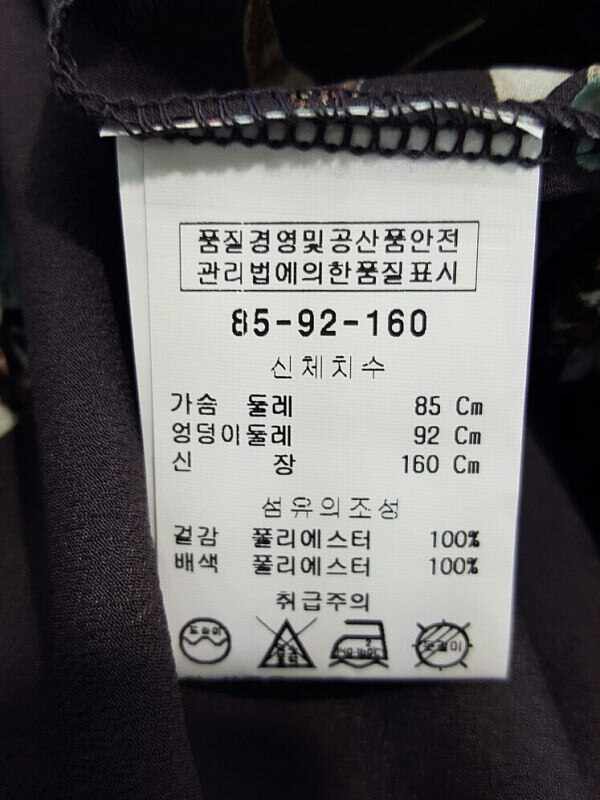 품질경영및공산품안전
관리법에의한품질표시
85-92-160
신체치수
가슴 둘레 85 Cm
엉덩이둘레 92 Cm
신 장 160 Cm
섬유의조성
겉감 폴리에스터 100%
배색 폴리에스터 100%
취급주의
드라이